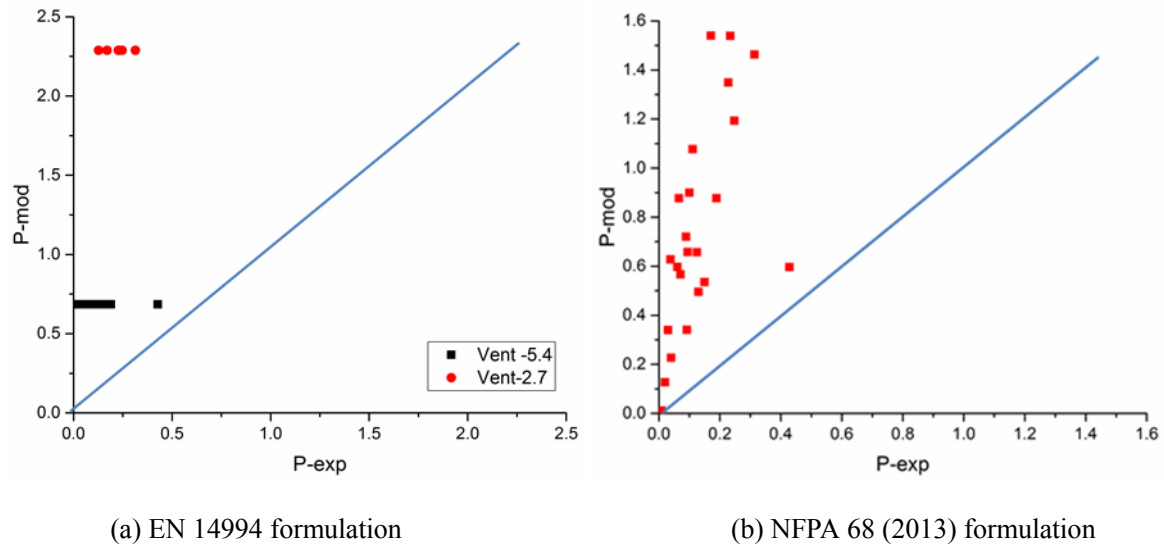 2.5
2.0
1.5
1.0
0.5
0.0
P-mod
0.0 0.5 1.0 1.5 2.0 2.5
P-exp
Vent -5.4
Vent-2.7
(a) EN 14994 formulation
1.6
1.4
1.2
1.0
0.8
0.6
0.4
0.2
0.0
P-mod
0.0 0.2 0.4 0.6 0.8 1.0 1.2 1.4 1.6
P-exp
(b) NFPA 68 (2013) formulation